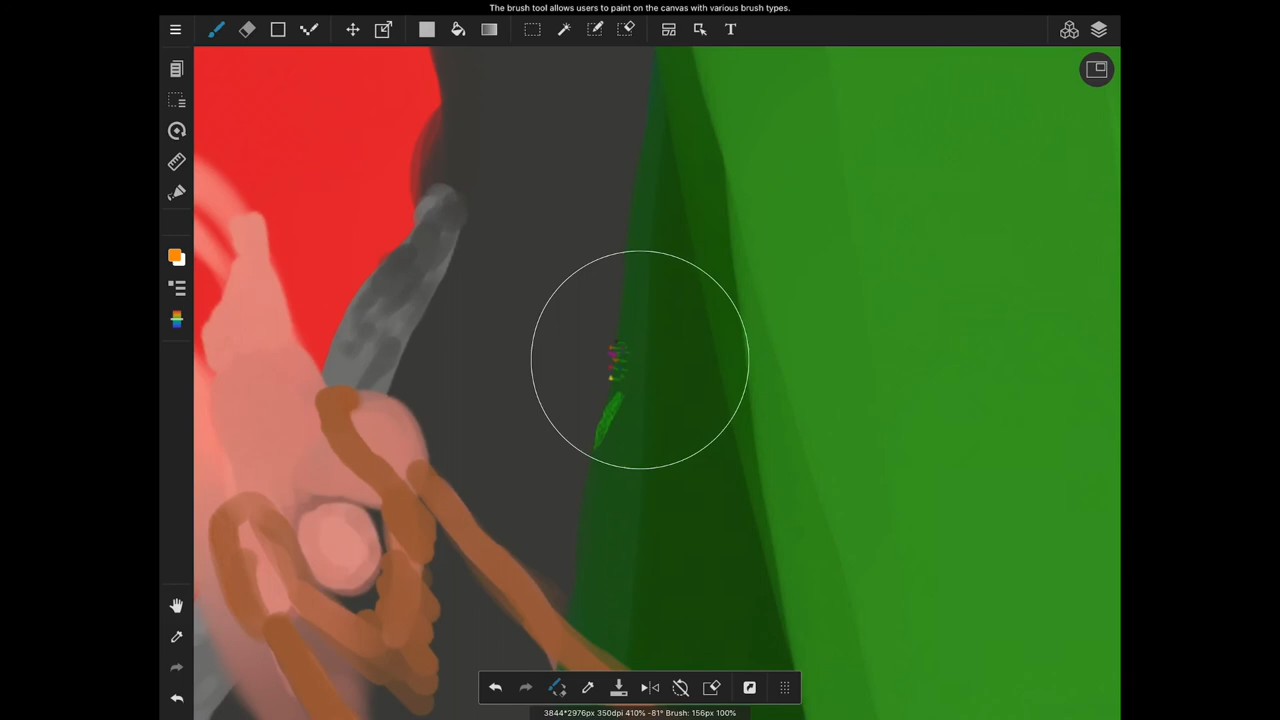 The brush tool allows users to paint on the canvas with various brush types.
T
3844*2976px 350dpi 410% -81° Brush: 156px 100%